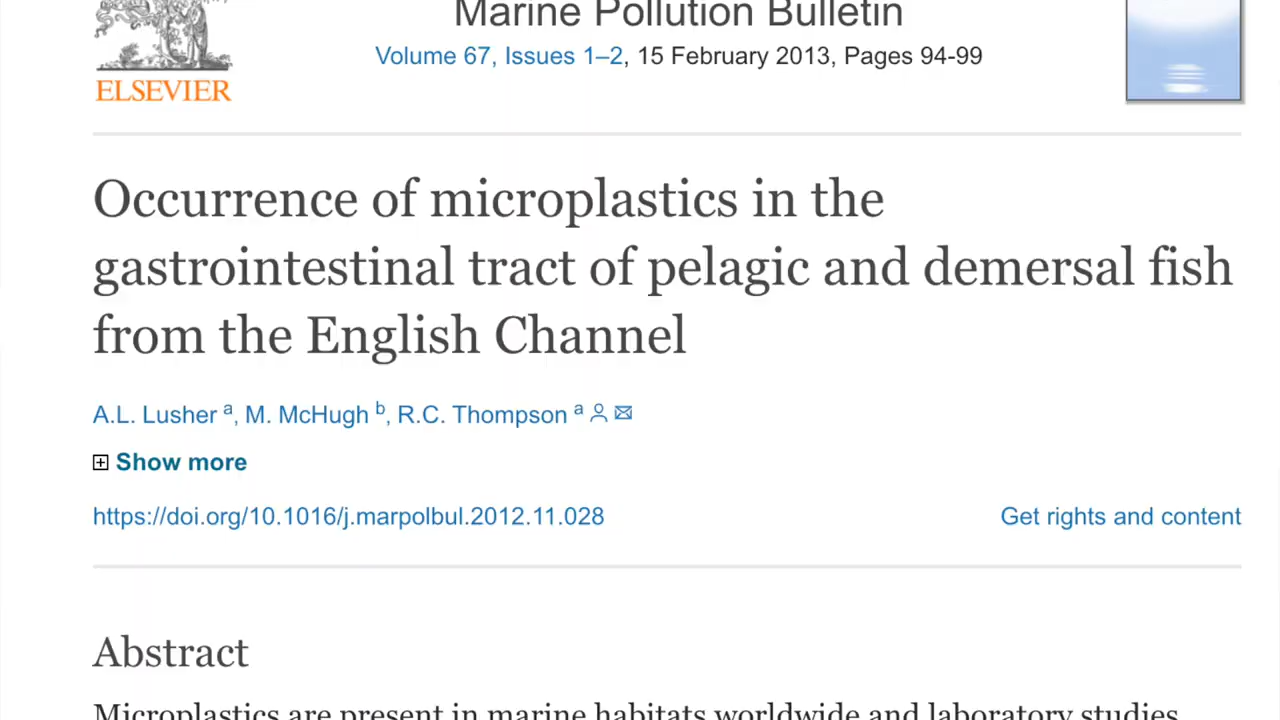 Marine Pollution Bulletin
Volume 67, Issues 1–2, 15 February 2013, Pages 94-99
ELSEVIER
Occurrence of microplastics in the
gastrointestinal tract of pelagic and demersal fish
from the English Channel
A.L. Lusher a, M. McHugh b, R.C. Thompson a
Show more
https://doi.org/10.1016/j.marpolbul.2012.11.028
Get rights and content
Abstract
Microplastics are present in marine habitats worldwide and laboratory studies